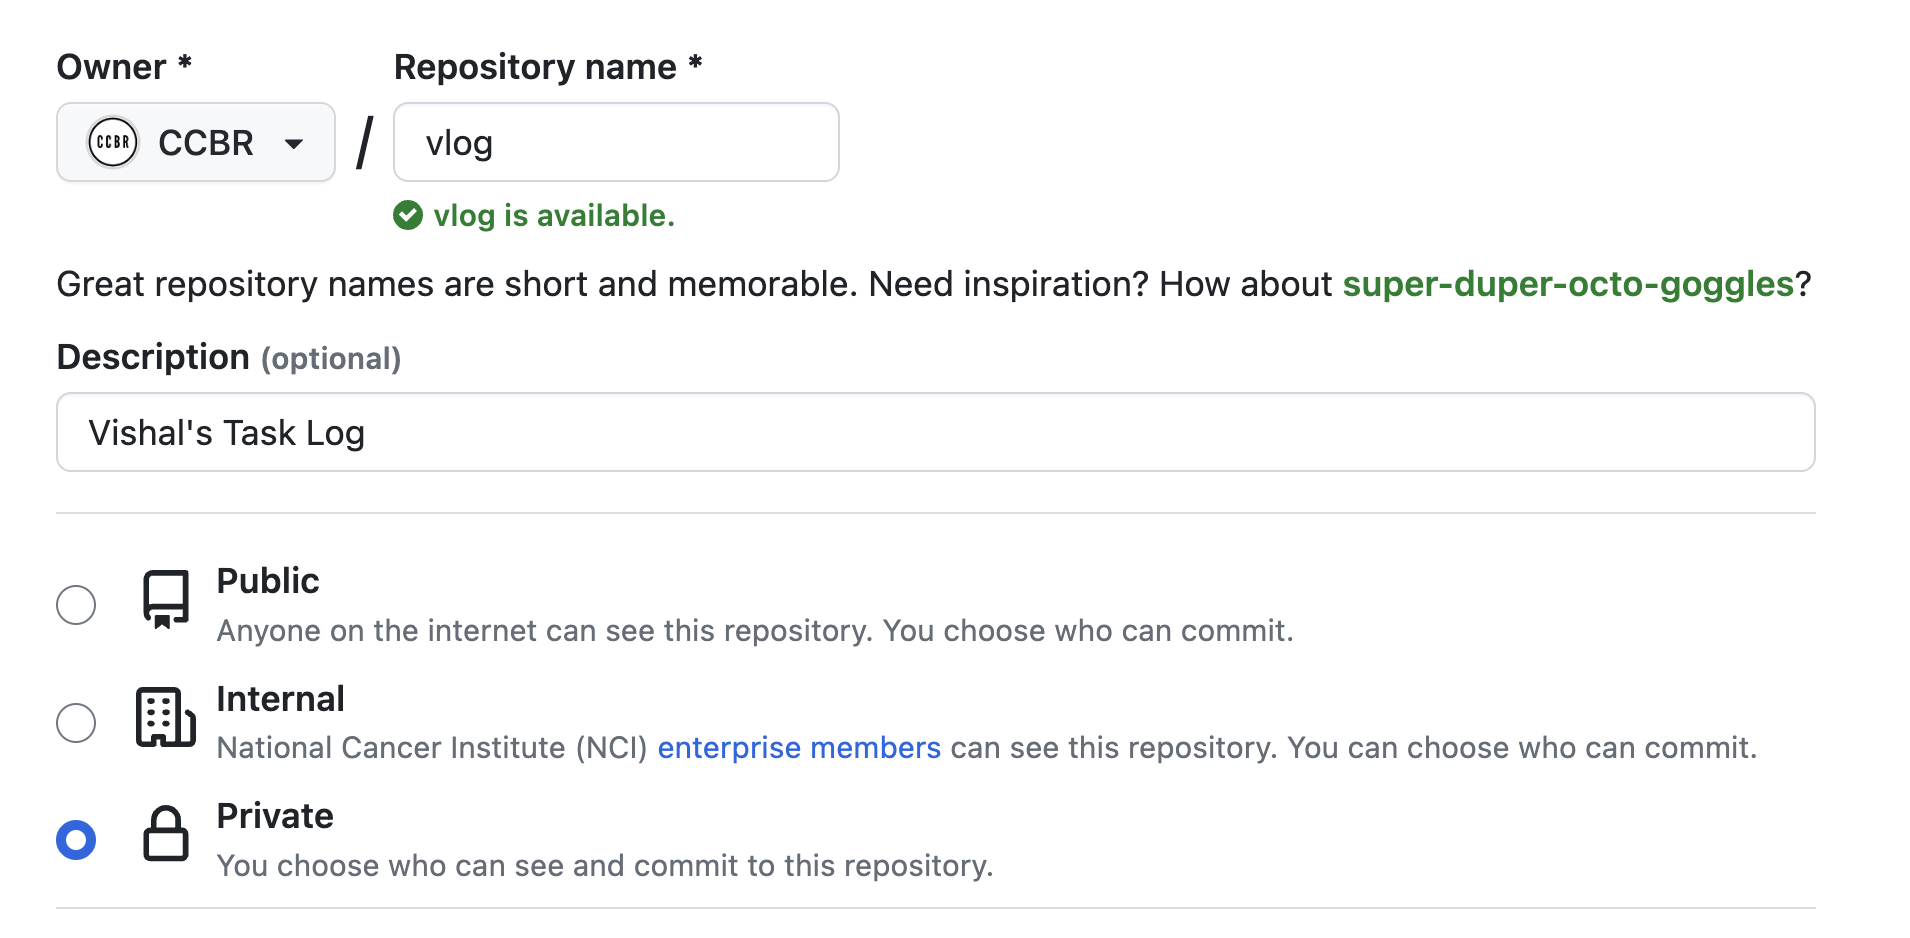 Owner *
Repository name *
CCBR
CCBR
/
vlog
vlog is available.
Great repository names are short and memorable. Need inspiration? How about super-duper-octo-goggles?
Description (optional)
Vishal's Task Log
Public
Anyone on the internet can see this repository. You choose who can commit.
Internal
National Cancer Institute (NCI) enterprise members can see this repository. You can choose who can commit.
Private
You choose who can see and commit to this repository.